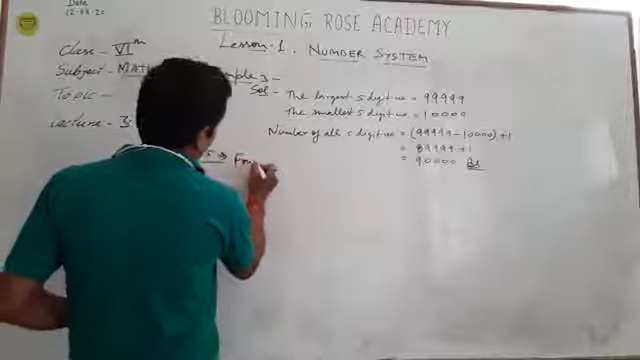 Date
12-08-20
BLOOMING ROSE ACADEMY
Lesson-1. NUMBER SYSTEM
Class - VIth
Subject - MATH
TOPIC -
Lecture - 3
mple 3-
Sol - The largest 5 digit no = 99999
The smallest 5 digit no = 10000
Number of all 5 digit no = (99999 - 10000) + 1
= 89999 + 1
= 90000 Ans